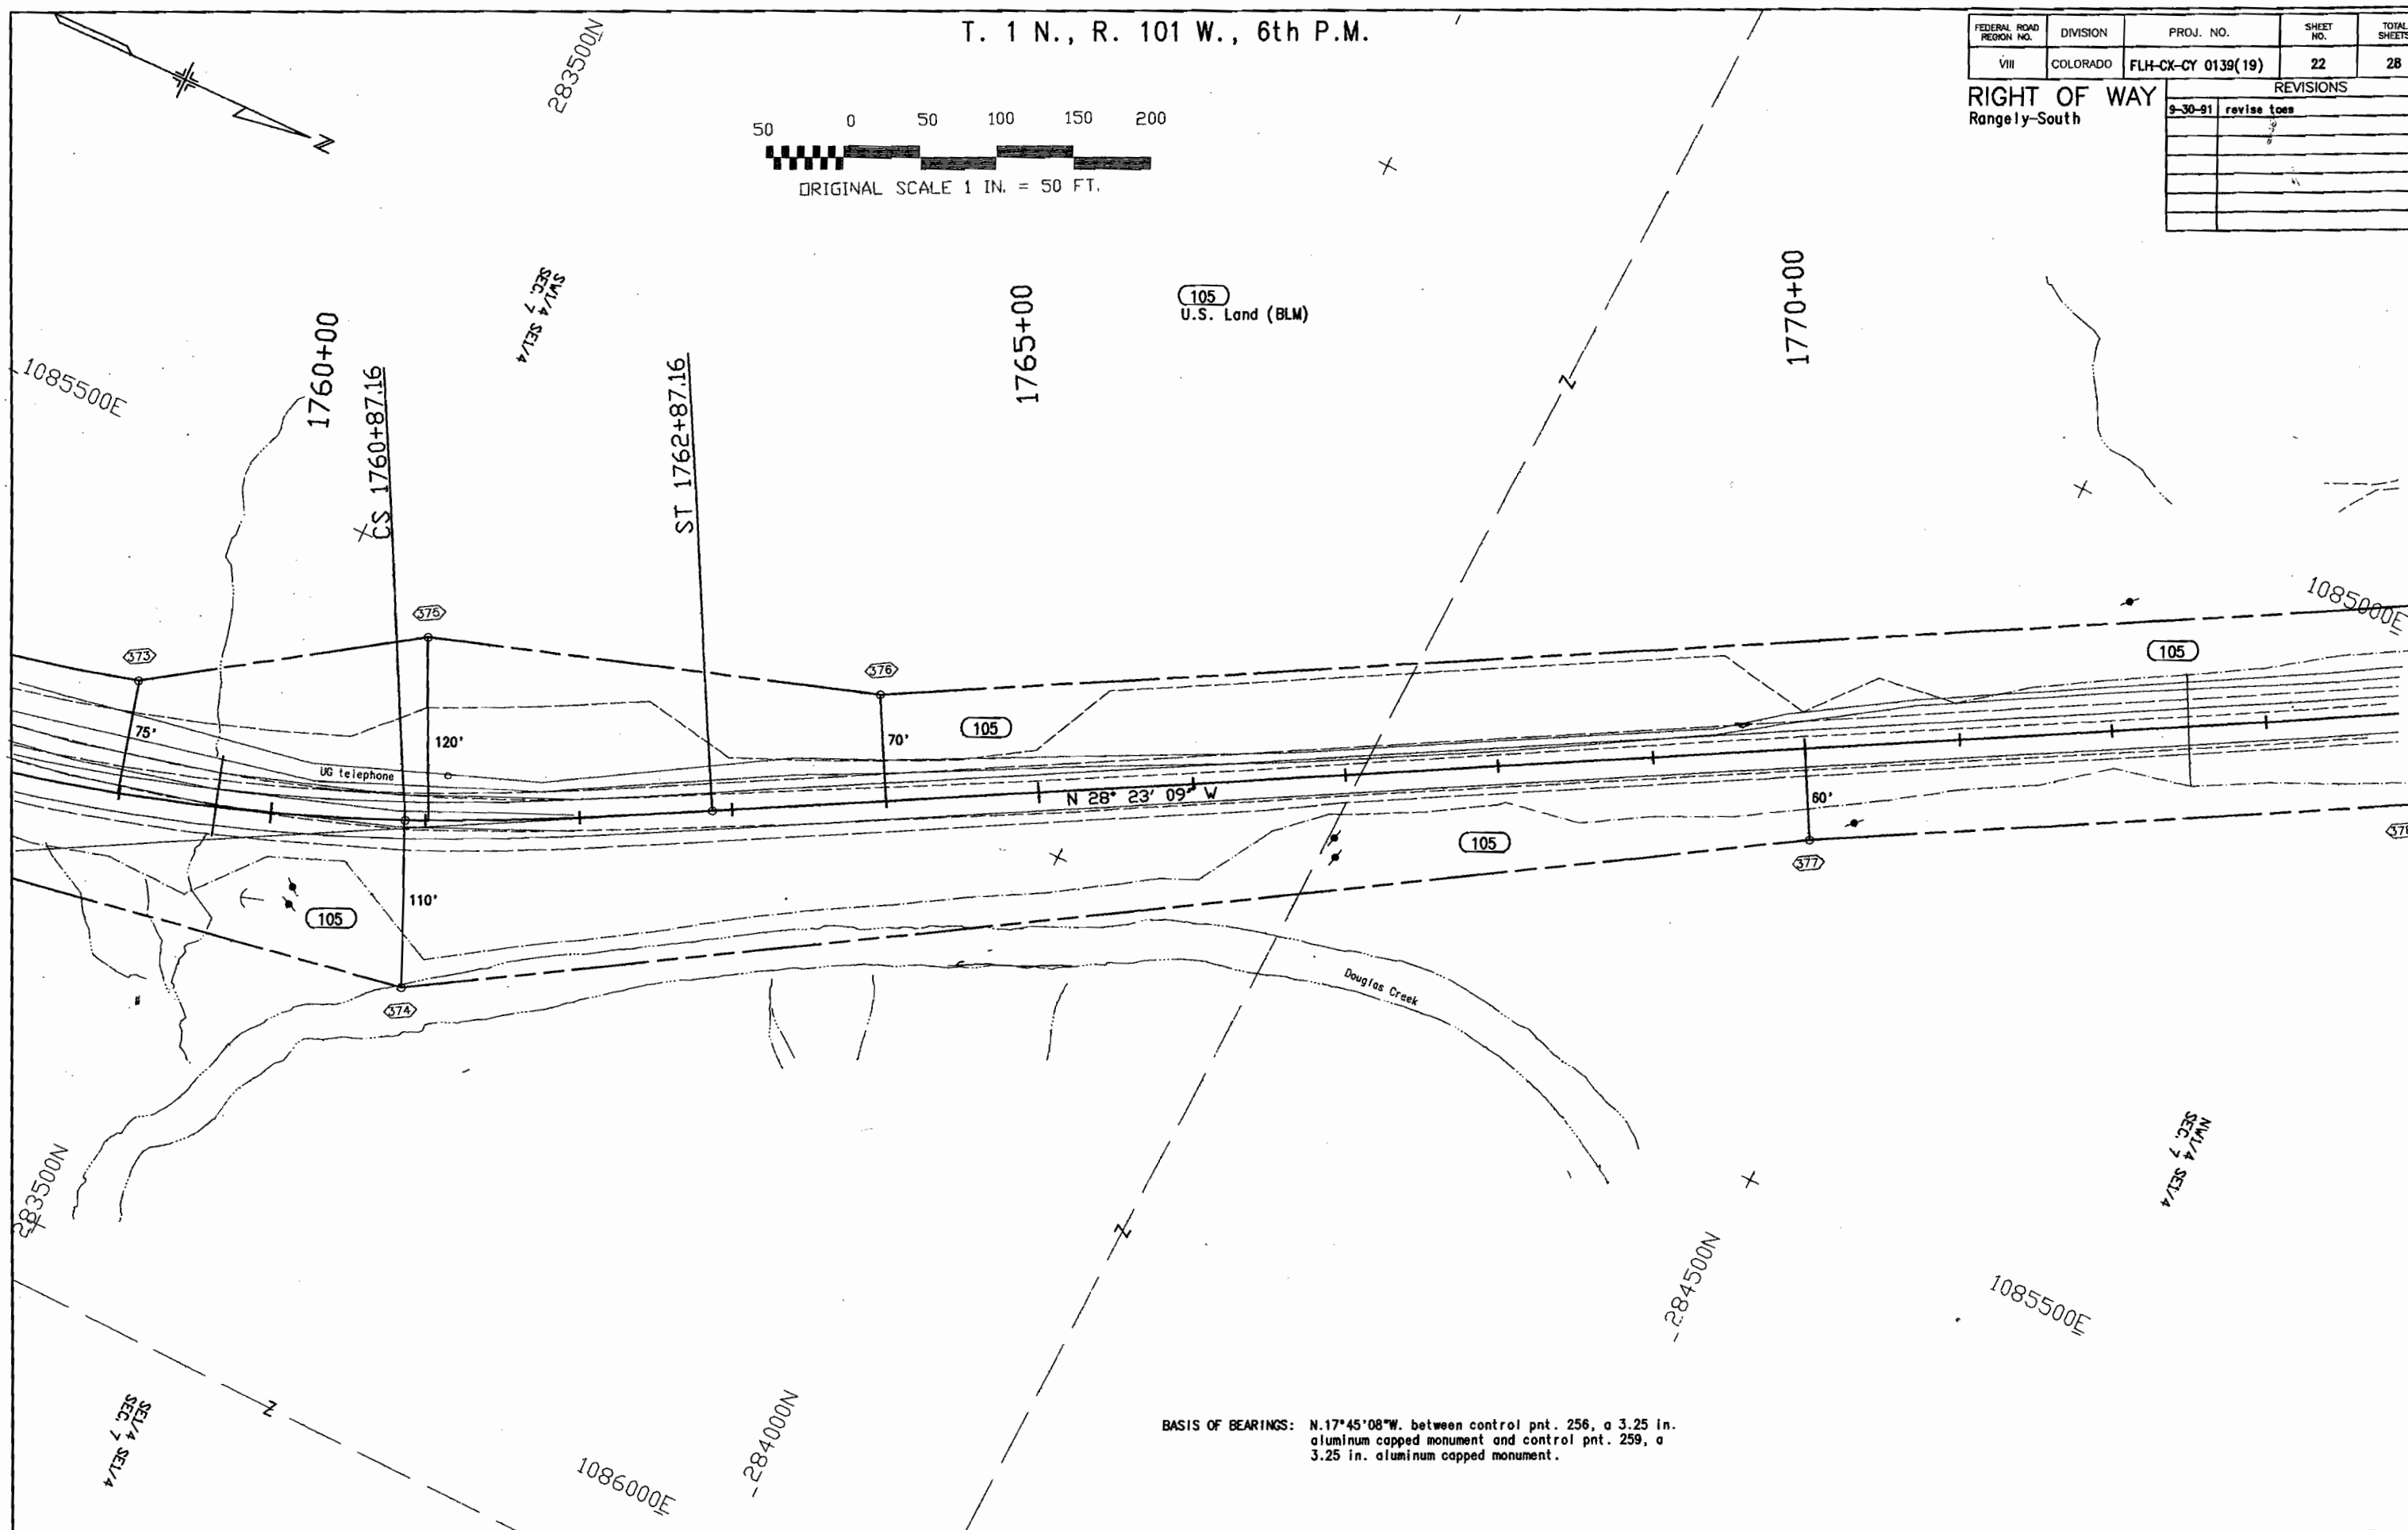 T. 1 N., R. 101 W., 6th P.M.
FEDERAL ROAD REGION NO.
DIVISION
PROJ. NO.
SHEET NO.
TOTAL SHEETS
VIII
COLORADO
FLH-CX-CY 0139(19)
22
28
RIGHT OF WAY
Rangely-South
REVISIONS
9-30-91 revise toes
283500N
Z
50 0 50 100 150 200
ORIGINAL SCALE 1 IN. = 50 FT.
SW1/4 SE1/4
SEC. 7
1760+00
1765+00
1770+00
105
U.S. Land (BLM)
1085500E
CS 1760+87.16
ST 1762+87.16
Z
1085000E
373
375
376
105
75'
120'
70'
105
UG telephone
N 28° 23' 09" W
60'
105
377
105
110'
374
Douglas Creek
283500N
Z
284500N
1085500E
NW1/4 SE1/4
SEC. 7
SE1/4 SE1/4
SEC. 7
Z
1086000E
284000N
BASIS OF BEARINGS: N.17°45'08"W. between control pnt. 256, a 3.25 in.
aluminum capped monument and control pnt. 259, a
3.25 in. aluminum capped monument.